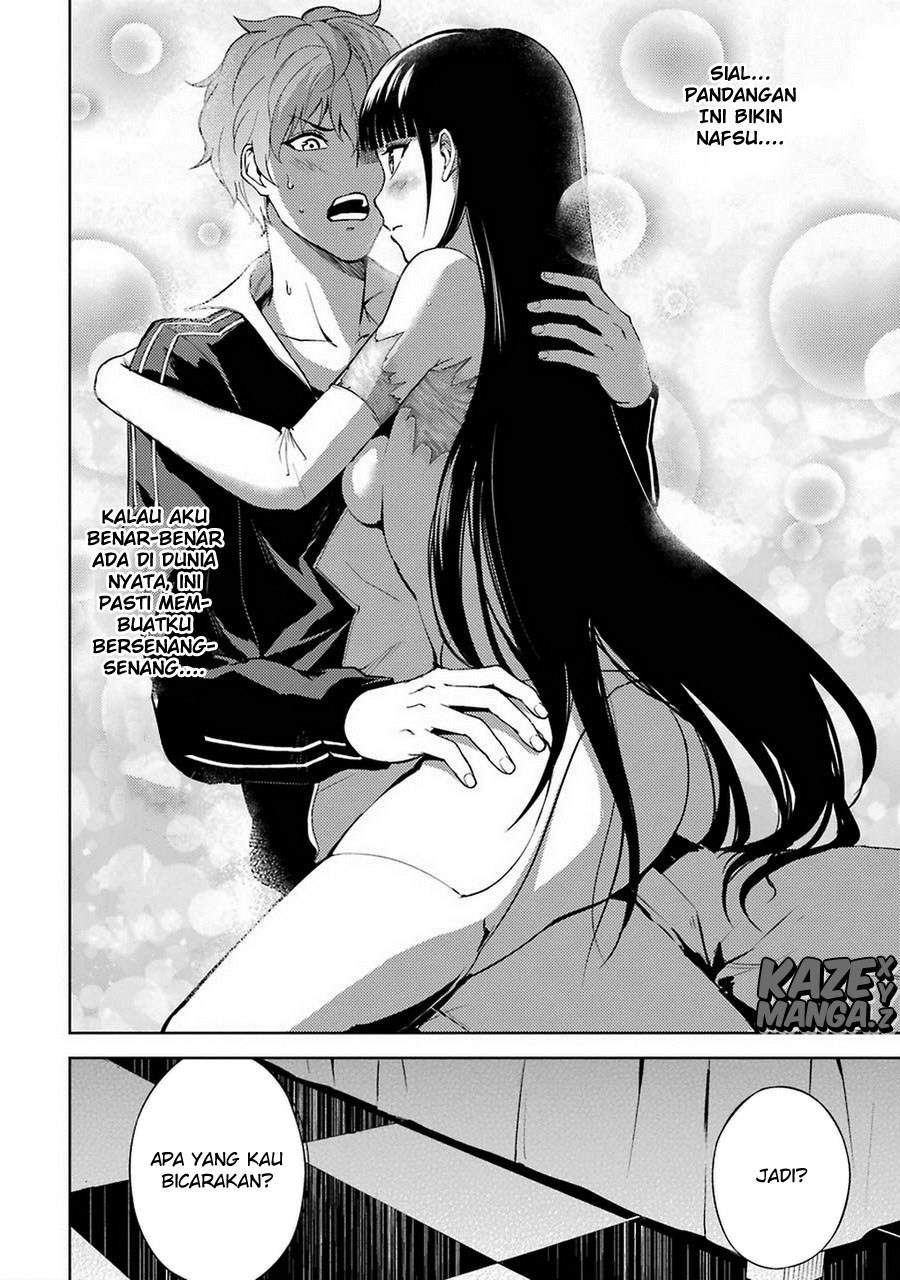 SIAL...
PANDANGAN
INI BIKIN
NAFSU....
KALAU AKU
BENAR-BENAR
ADA DI DUNIA
NYATA, INI
PASTI MEM-
BUATKU
BERSENANG-
SENANG....
KAZE
MANGA.
XYZ
JADI?
APA YANG KAU
BICARAKAN?